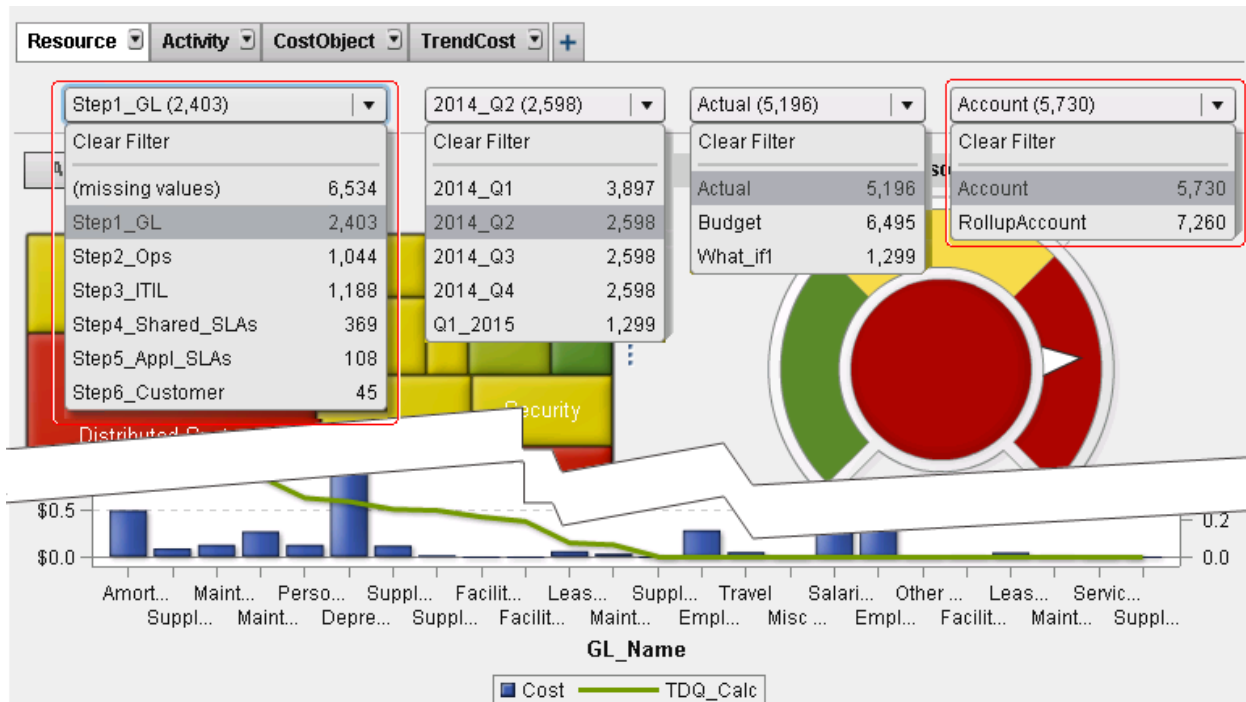 Resource Activity CostObject TrendCost +
Step1_GL (2,403) 2014_Q2 (2,598) Actual (5,196) Account (5,730)
Clear Filter
(missing values) 6,534
Step1_GL 2,403
Step2_Ops 1,044
Step3_ITIL 1,188
Step4_Shared_SLAs 369
Step5_Appl_SLAs 108
Step6_Customer 45
Clear Filter
2014_Q1 3,897
2014_Q2 2,598
2014_Q3 2,598
2014_Q4 2,598
Q1_2015 1,299
Clear Filter
Actual 5,196
Budget 6,495
What_if1 1,299
Clear Filter
Account 5,730
RollupAccount 7,260
Security
Distributed
$0.5 0.2
$0.0 0.0
Amort... Maint... Perso... Suppl... Facilit... Leas... Suppl... Travel Salari... Other ... Leas... Servic...
Suppl... Maint... Depre... Suppl... Facilit... Maint... Empl... Misc ... Empl... Facilit... Maint... Suppl...
GL_Name
Cost TDQ_Calc